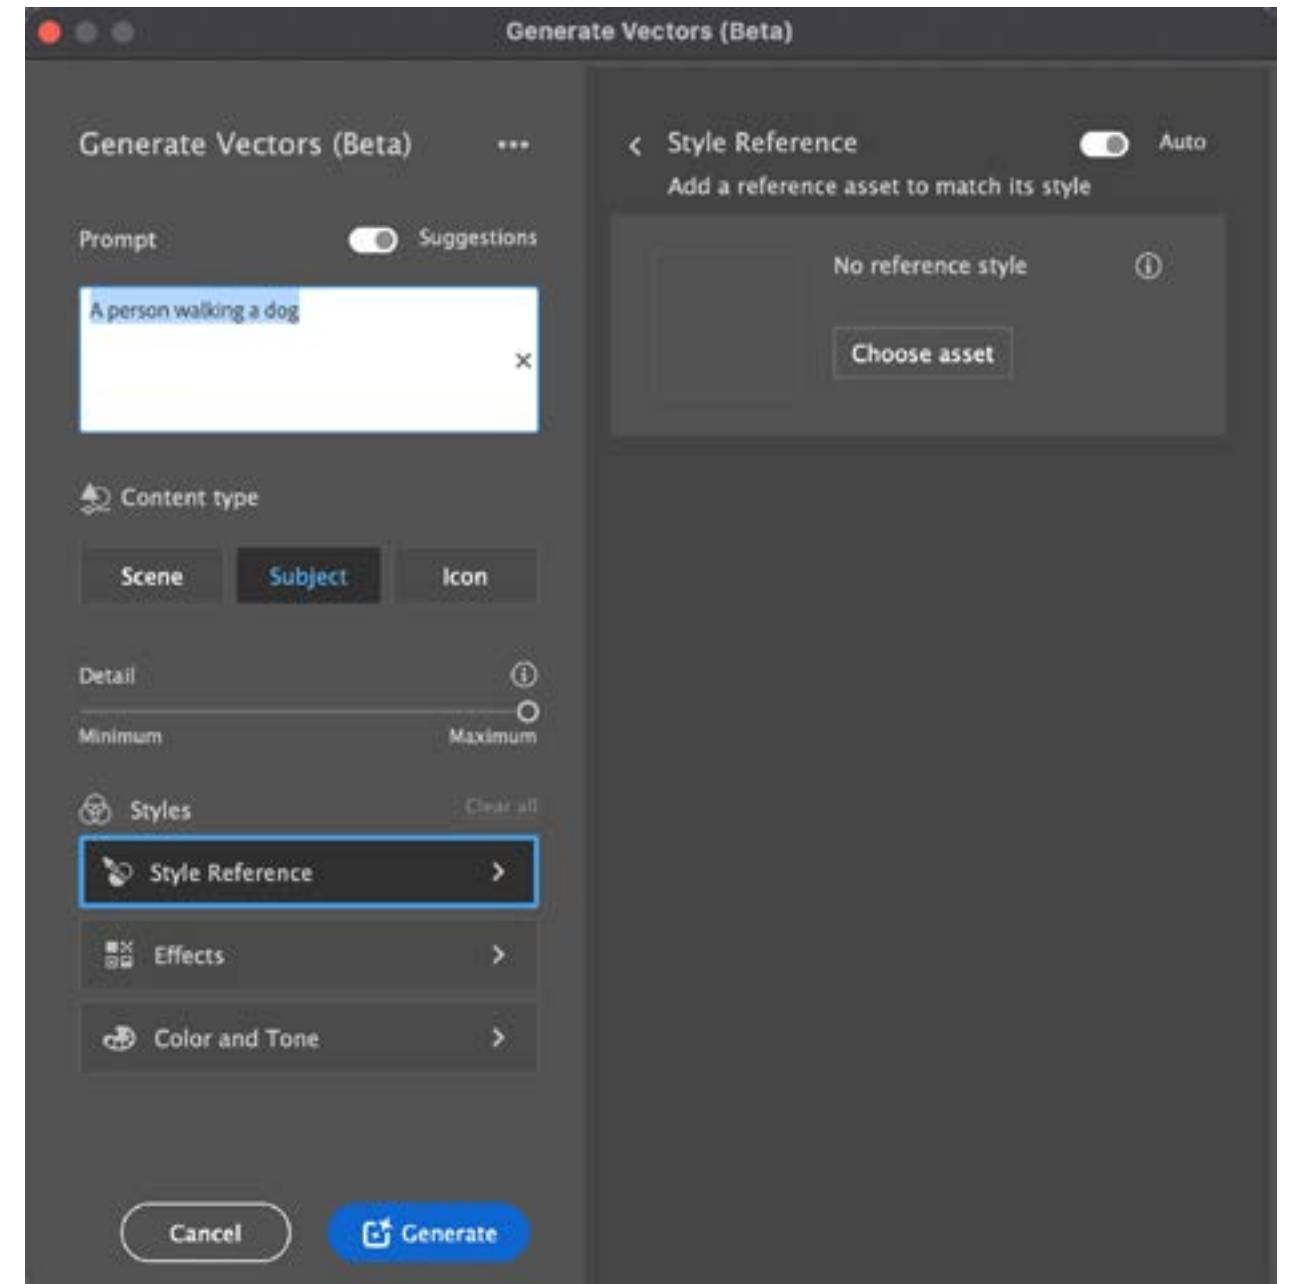 Generate Vectors (Beta)
Generate Vectors (Beta)
Prompt
Suggestions
A person walking a dog
Content type
Scene
Subject
Icon
Detail
Minimum
Maximum
Styles
Clear all
Style Reference
Effects
Color and Tone
Cancel
Generate
Style Reference
Auto
Add a reference asset to match its style
No reference style
Choose asset